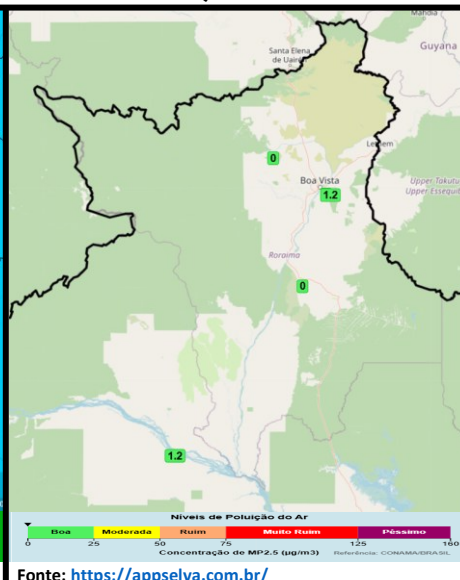 Mandia
Santa Elena
de Uairén
Guyana
0
Lethem
Boa Vista
1.2
Upper Takutu
Upper Essequibo
Roraima
0
1.2
Níveis de Poluição do Ar
Boa Moderada Ruim Muito Ruim Péssimo
0 25 50 75 125 160
Concentração de MP2.5 (µg/m3) Referência: CONAMA/BRASIL
Fonte: https://appselva.com.br/